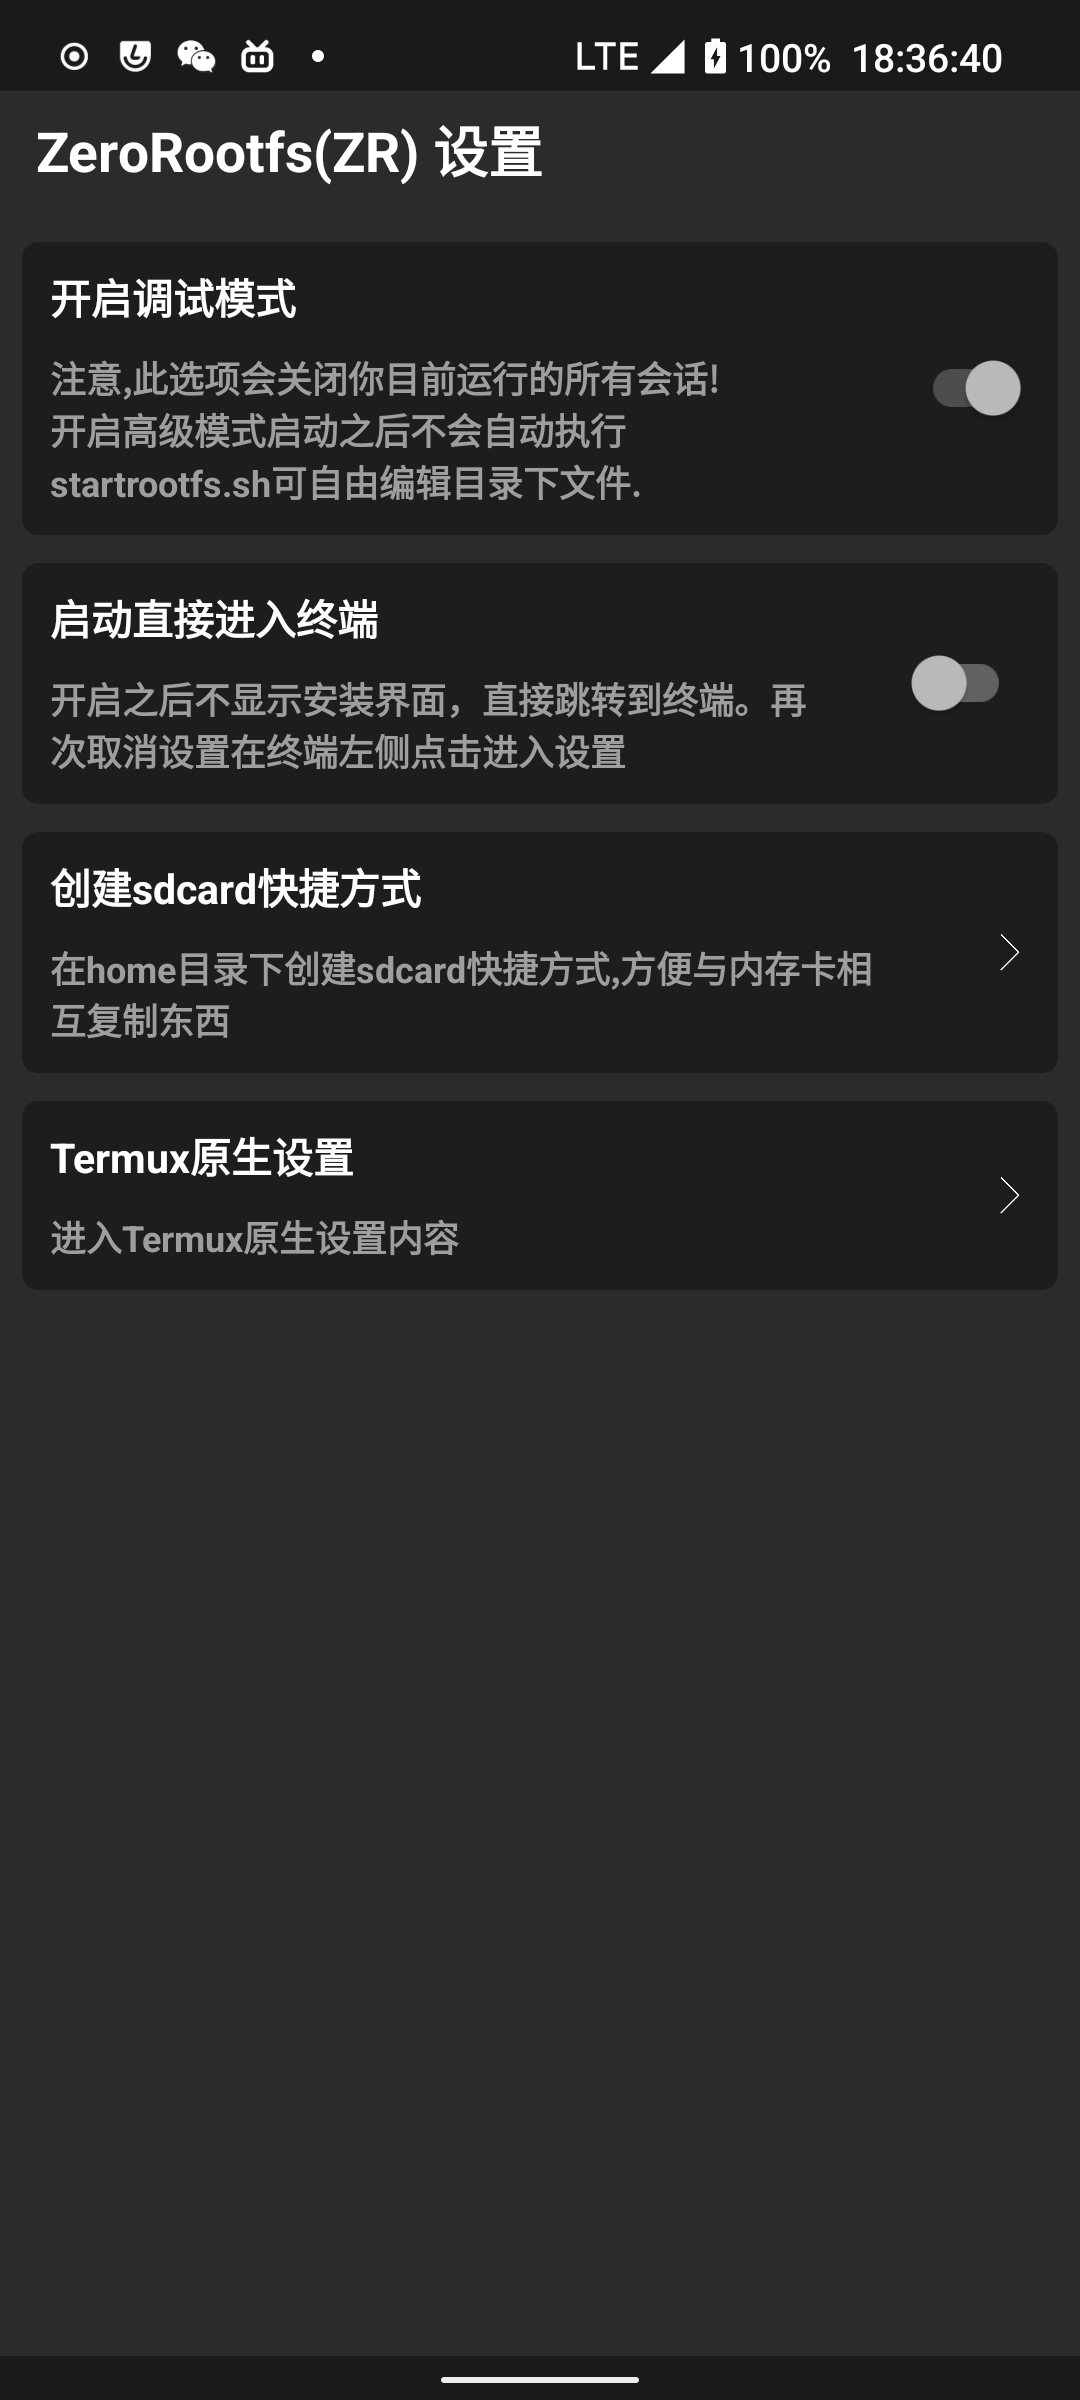 LTE 100% 18:36:40
ZeroRootfs(ZR) 设置
开启调试模式
注意,此选项会关闭你目前运行的所有会话!
开启高级模式启动之后不会自动执行
startrootfs.sh可自由编辑目录下文件.
启动直接进入终端
开启之后不显示安装界面，直接跳转到终端。再
次取消设置在终端左侧点击进入设置
创建sdcard快捷方式
在home目录下创建sdcard快捷方式,方便与内存卡相
互复制东西
Termux原生设置
进入Termux原生设置内容